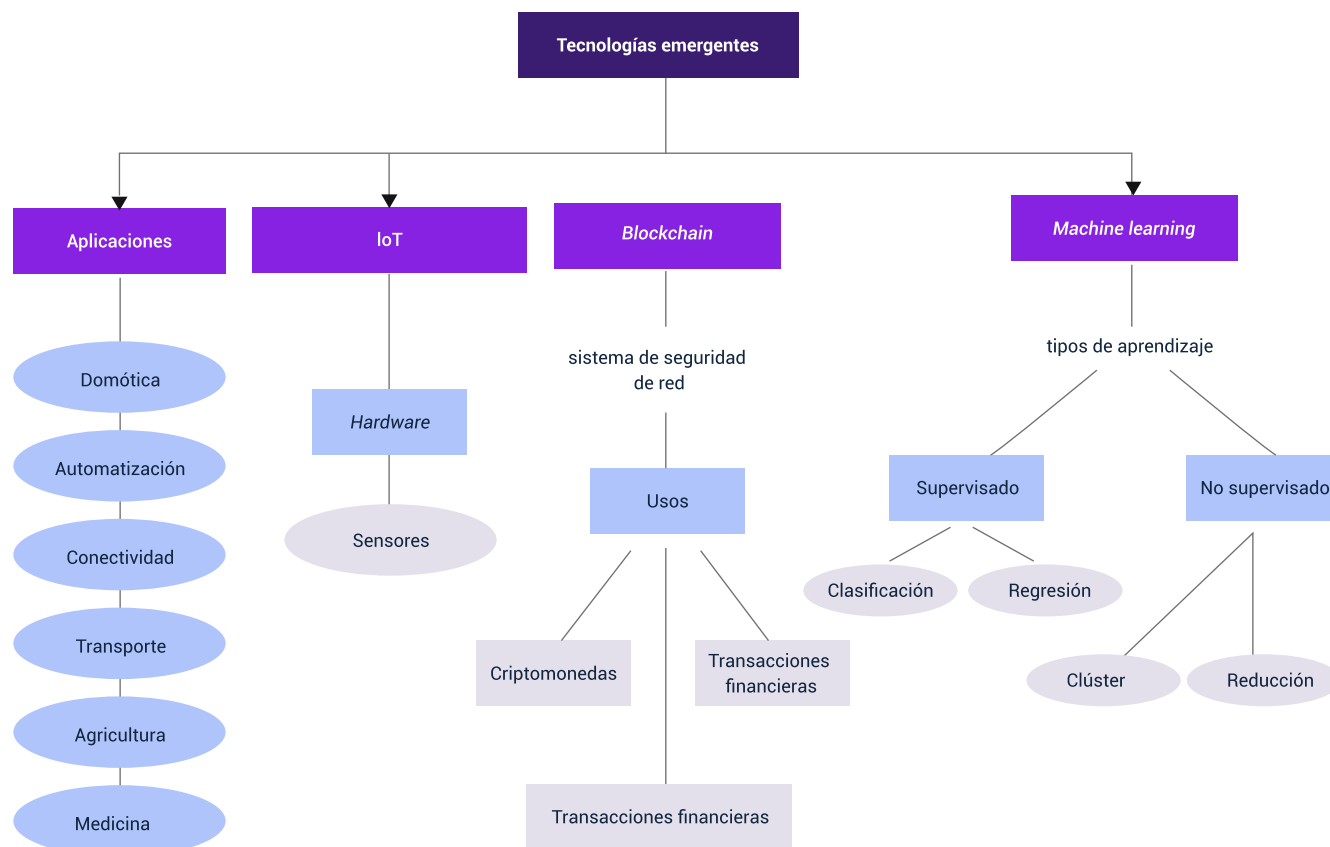 Tecnologías emergentes
Aplicaciones
IoT
Blockchain
Machine learning
Domótica
Automatización
Conectividad
Transporte
Agricultura
Medicina
Hardware
Sensores
sistema de seguridad
de red
Usos
Criptomonedas
Transacciones
financieras
Transacciones financieras
tipos de aprendizaje
Supervisado
No supervisado
Clasificación
Regresión
Clúster
Reducción